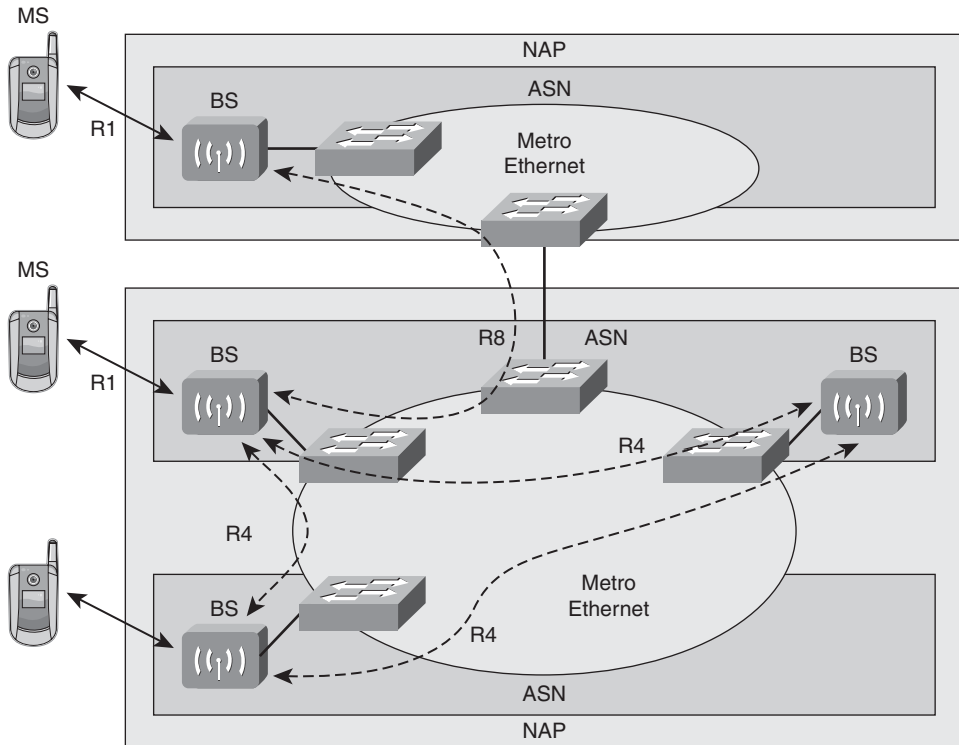 MS
NAP
ASN
BS
R1
Metro
Ethernet
MS
R8
ASN
BS
BS
R1
R4
R4
Metro
Ethernet
BS
R4
ASN
NAP